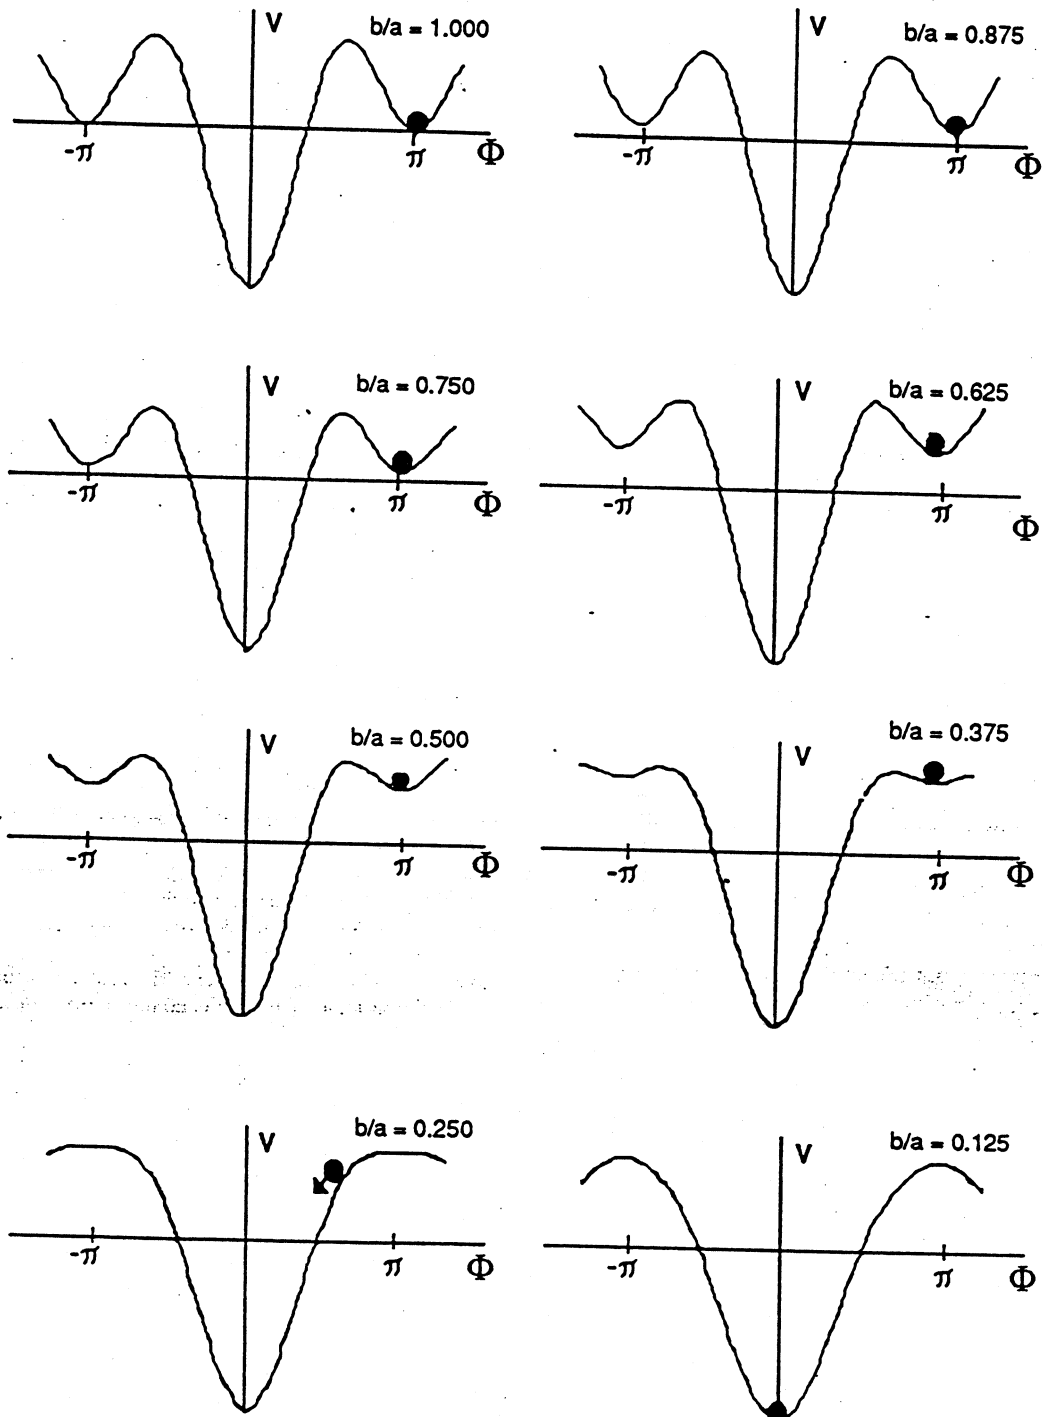 V
b/a = 1.000
-π
π
Φ
V
b/a = 0.875
-π
π
Φ
V
b/a = 0.750
-π
π
Φ
V
b/a = 0.625
-π
π
Φ
V
b/a = 0.500
-π
π
Φ
V
b/a = 0.375
-π
π
Φ
V
b/a = 0.250
-π
π
Φ
V
b/a = 0.125
-π
π
Φ